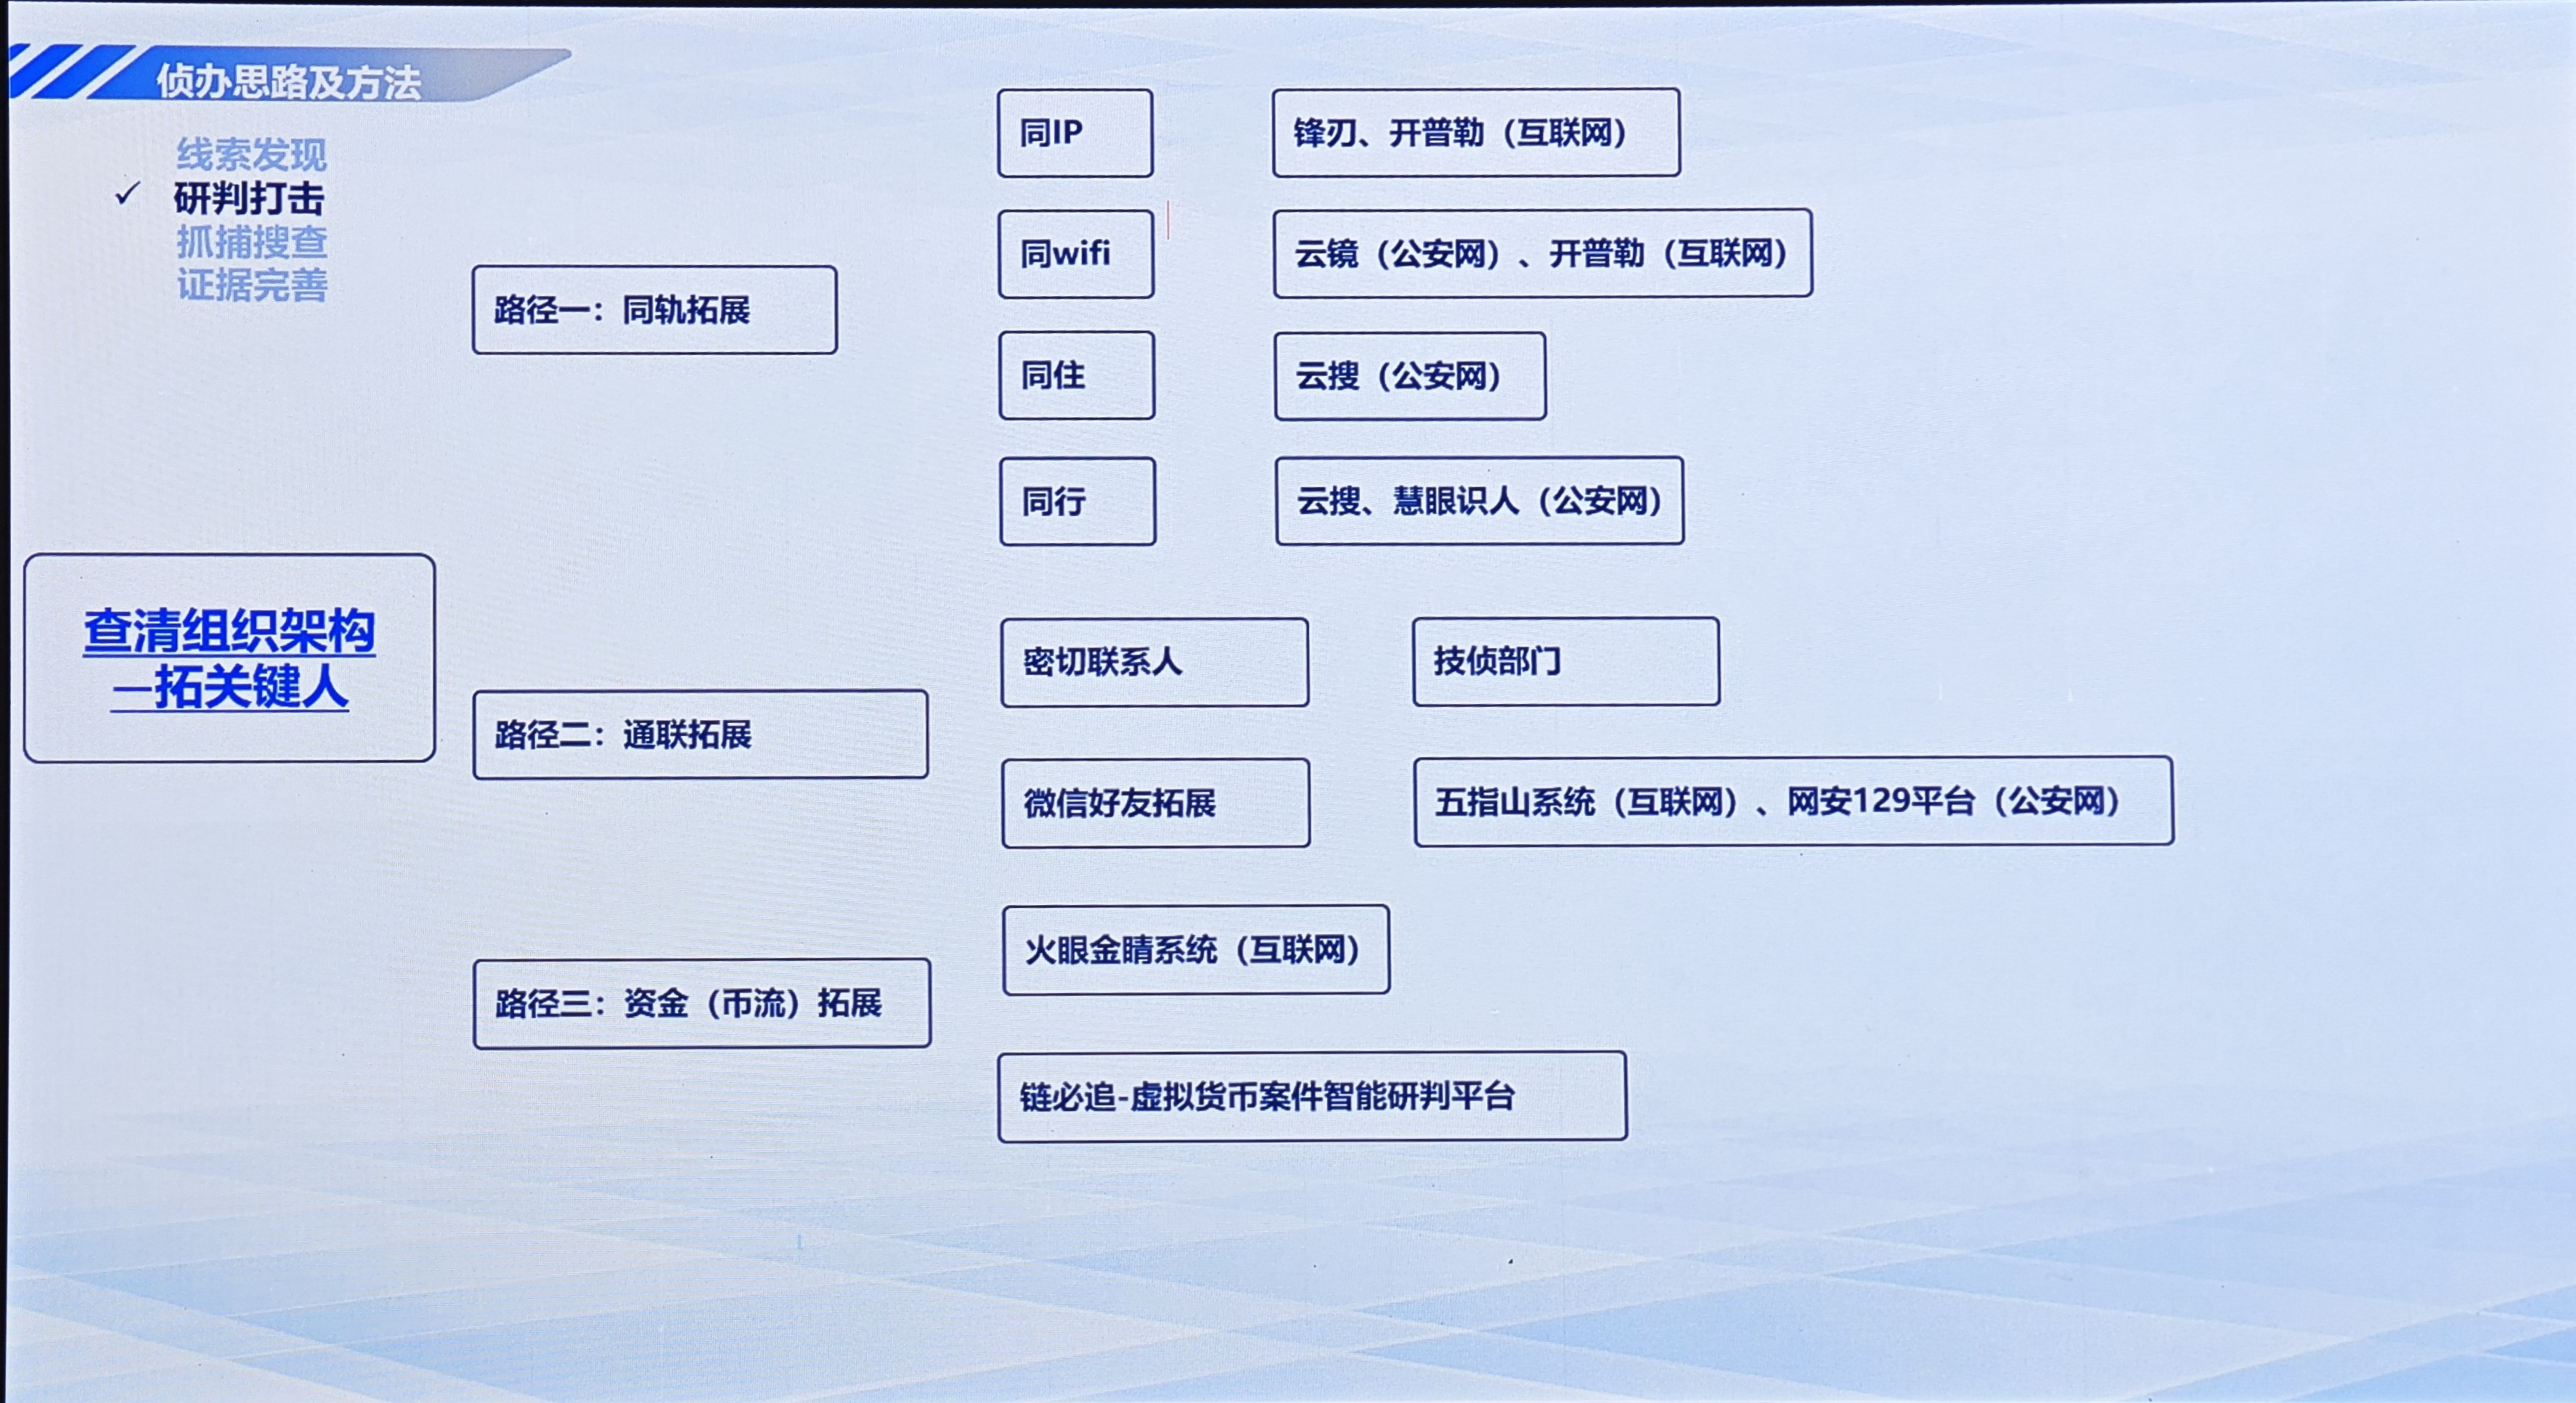 侦办思路及方法
线索发现
✓ 研判打击
抓捕搜查
证据完善
查清组织架构
—拓关键人
路径一：同轨拓展
同IP
锋刃、开普勒（互联网）
同wifi
云镜（公安网）、开普勒（互联网）
同住
云搜（公安网）
同行
云搜、慧眼识人（公安网）
路径二：通联拓展
密切联系人
技侦部门
微信好友拓展
五指山系统（互联网）、网安129平台（公安网）
路径三：资金（币流）拓展
火眼金睛系统（互联网）
链必追-虚拟货币案件智能研判平台